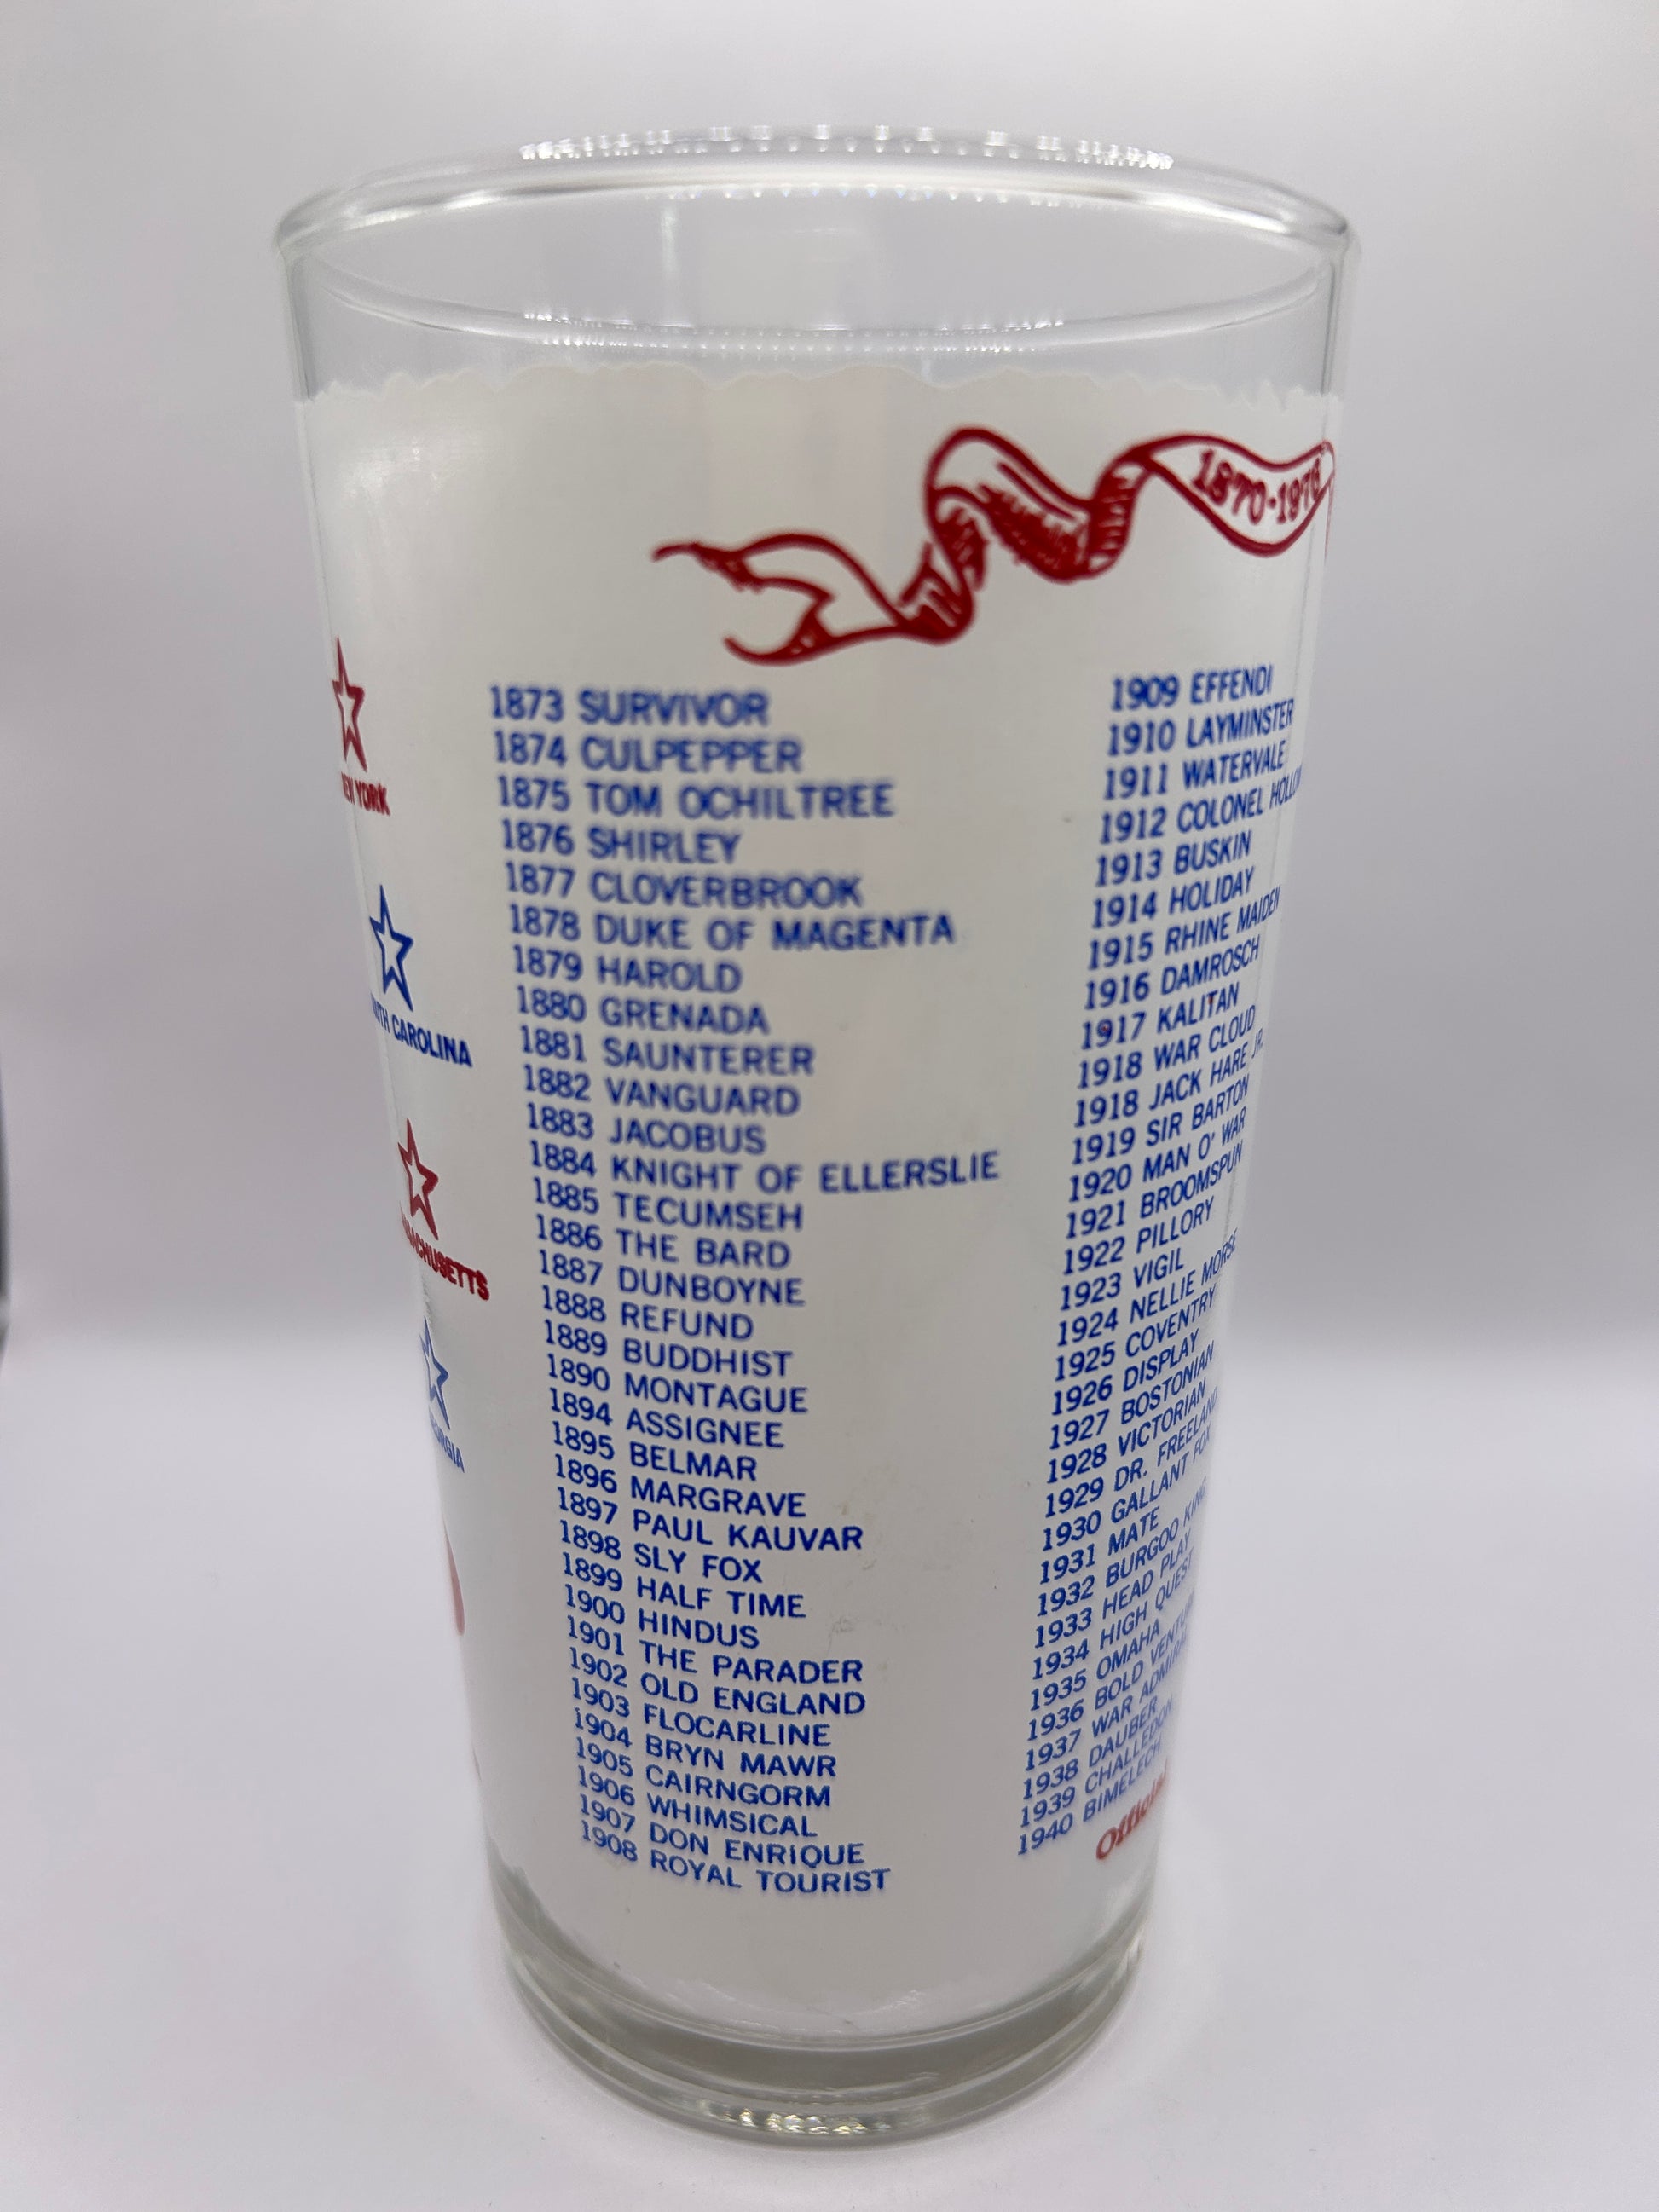 1870-1976
YORK
CAROLINA
1873 SURVIVOR
1874 CULPEPPER
1875 TOM OCHILTREE
1876 SHIRLEY
1877 CLOVERBROOK
1878 DUKE OF MAGENTA
1879 HAROLD
1880 GRENADA
1881 SAUNTERER
1882 VANGUARD
1883 JACOBUS
1884 KNIGHT OF ELLERSLIE
1885 TECUMSEH
1886 THE BARD
1887 DUNBOYNE
1888 REFUND
1889 BUDDHIST
1890 MONTAGUE
1894 ASSIGNEE
1895 BELMAR
1896 MARGRAVE
1897 PAUL KAUVAR
1898 SLY FOX
1899 HALF TIME
1900 HINDUS
1901 THE PARADER
1902 OLD ENGLAND
1903 FLOCARLINE
1904 BRYN MAWR
1905 CAIRNGORM
1906 WHIMSICAL
1907 DON ENRIQUE
1908 ROYAL TOURIST
1909 EFFENDI
1910 LAYMINSTER
1911 WATERVALE
1912 COLONEL
1913 BUSKIN
1914 HOLIDAY
1915 RHINE MAIDEN
1916 DAMROSCH
1917 KALITAN
1918 WAR CLOUD
1918 JACK HARE JR.
1919 SIR BARTON
1920 MAN O' WAR
1921 BROOMSPUN
1922 PILLORY
1923 VIGIL
1924 NELLIE MORSE
1925 COVENTRY
1926 DISPLAY
1927 BOSTONIAN
1928 VICTORIAN
1929 DR. FREELAND
1930 GALLANT FOX
1931 MATE
1932 BURGOO KING
1933 HEAD PLAY
1934 HIGH QUEST
1935 OMAHA
1936 BOLD
1937 WAR
1938 DAUBER
1939 CHALLEDON
1940 BIMELECH
Official